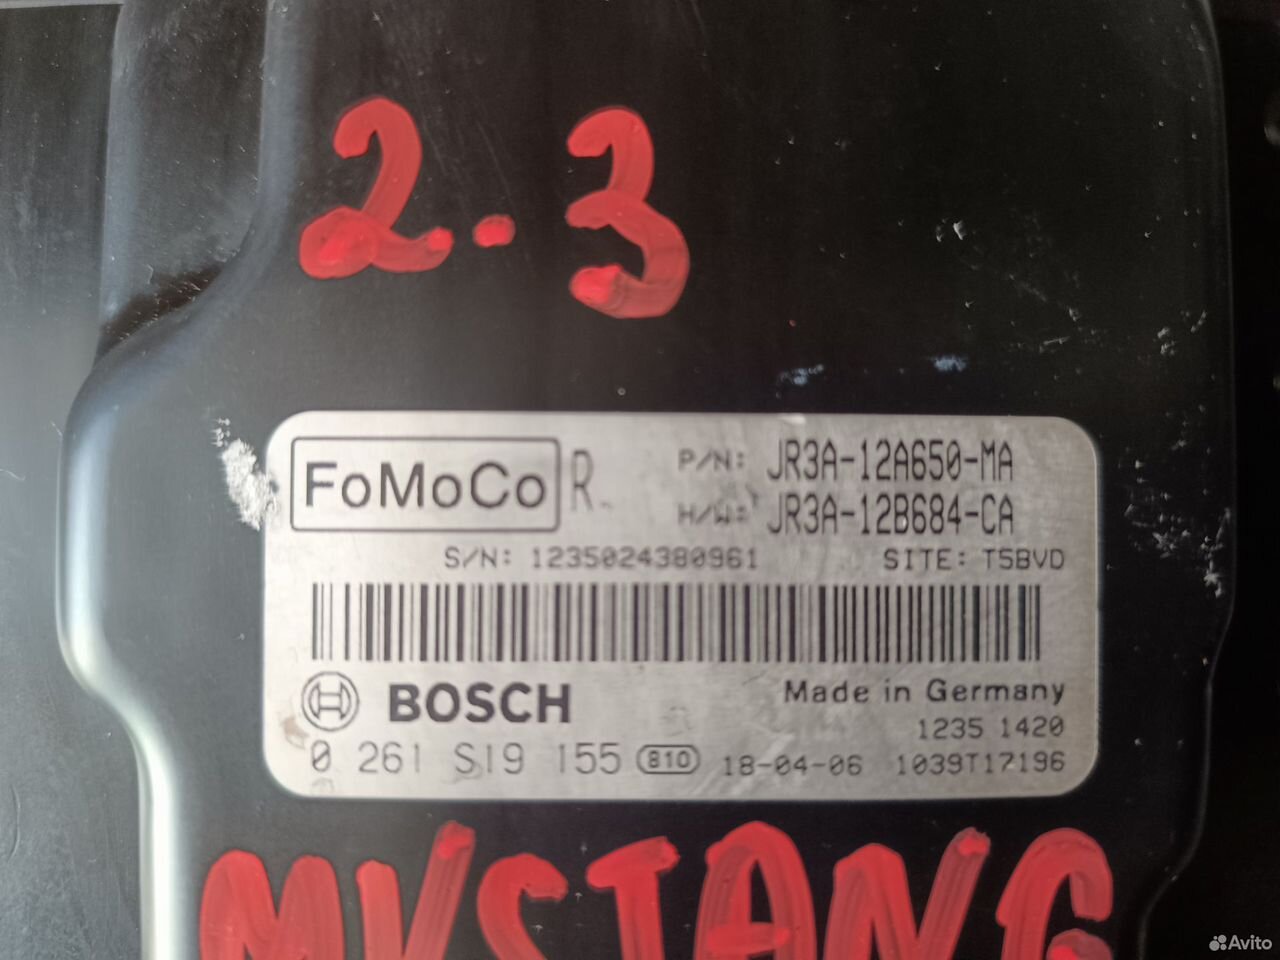 2.3
FoMoCo R. P/N: JR3A-12A650-MA
H/W: JR3A-12B684-CA
S/N: 1235024380961 SITE: T5BVD
BOSCH Made in Germany
1235 1420
0 261 S19 155 810 18-04-06 1039T17196
MUSTANG
Avito